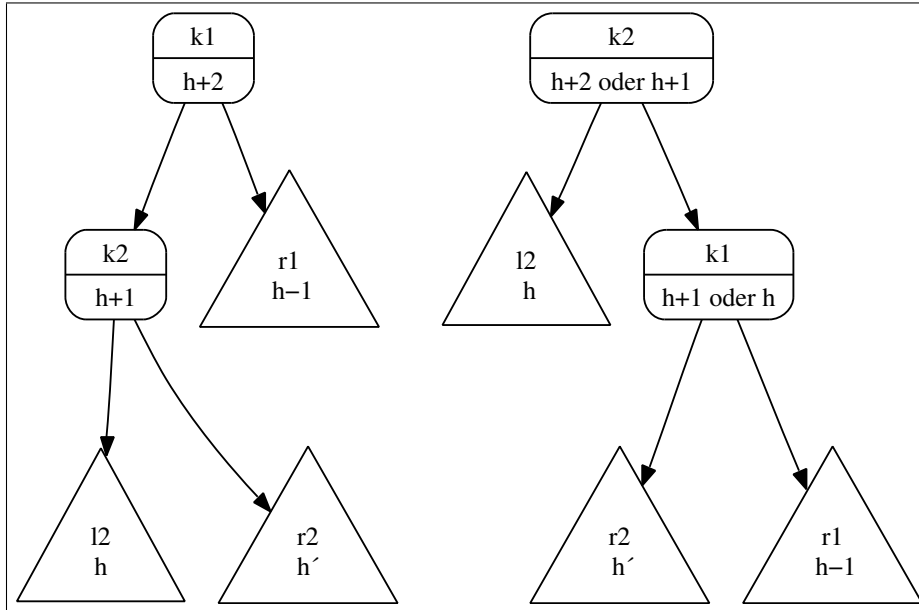 k1
h+2
k2
h+1
r1
h−1
l2
h
r2
h´
k2
h+2 oder h+1
l2
h
k1
h+1 oder h
r2
h´
r1
h−1